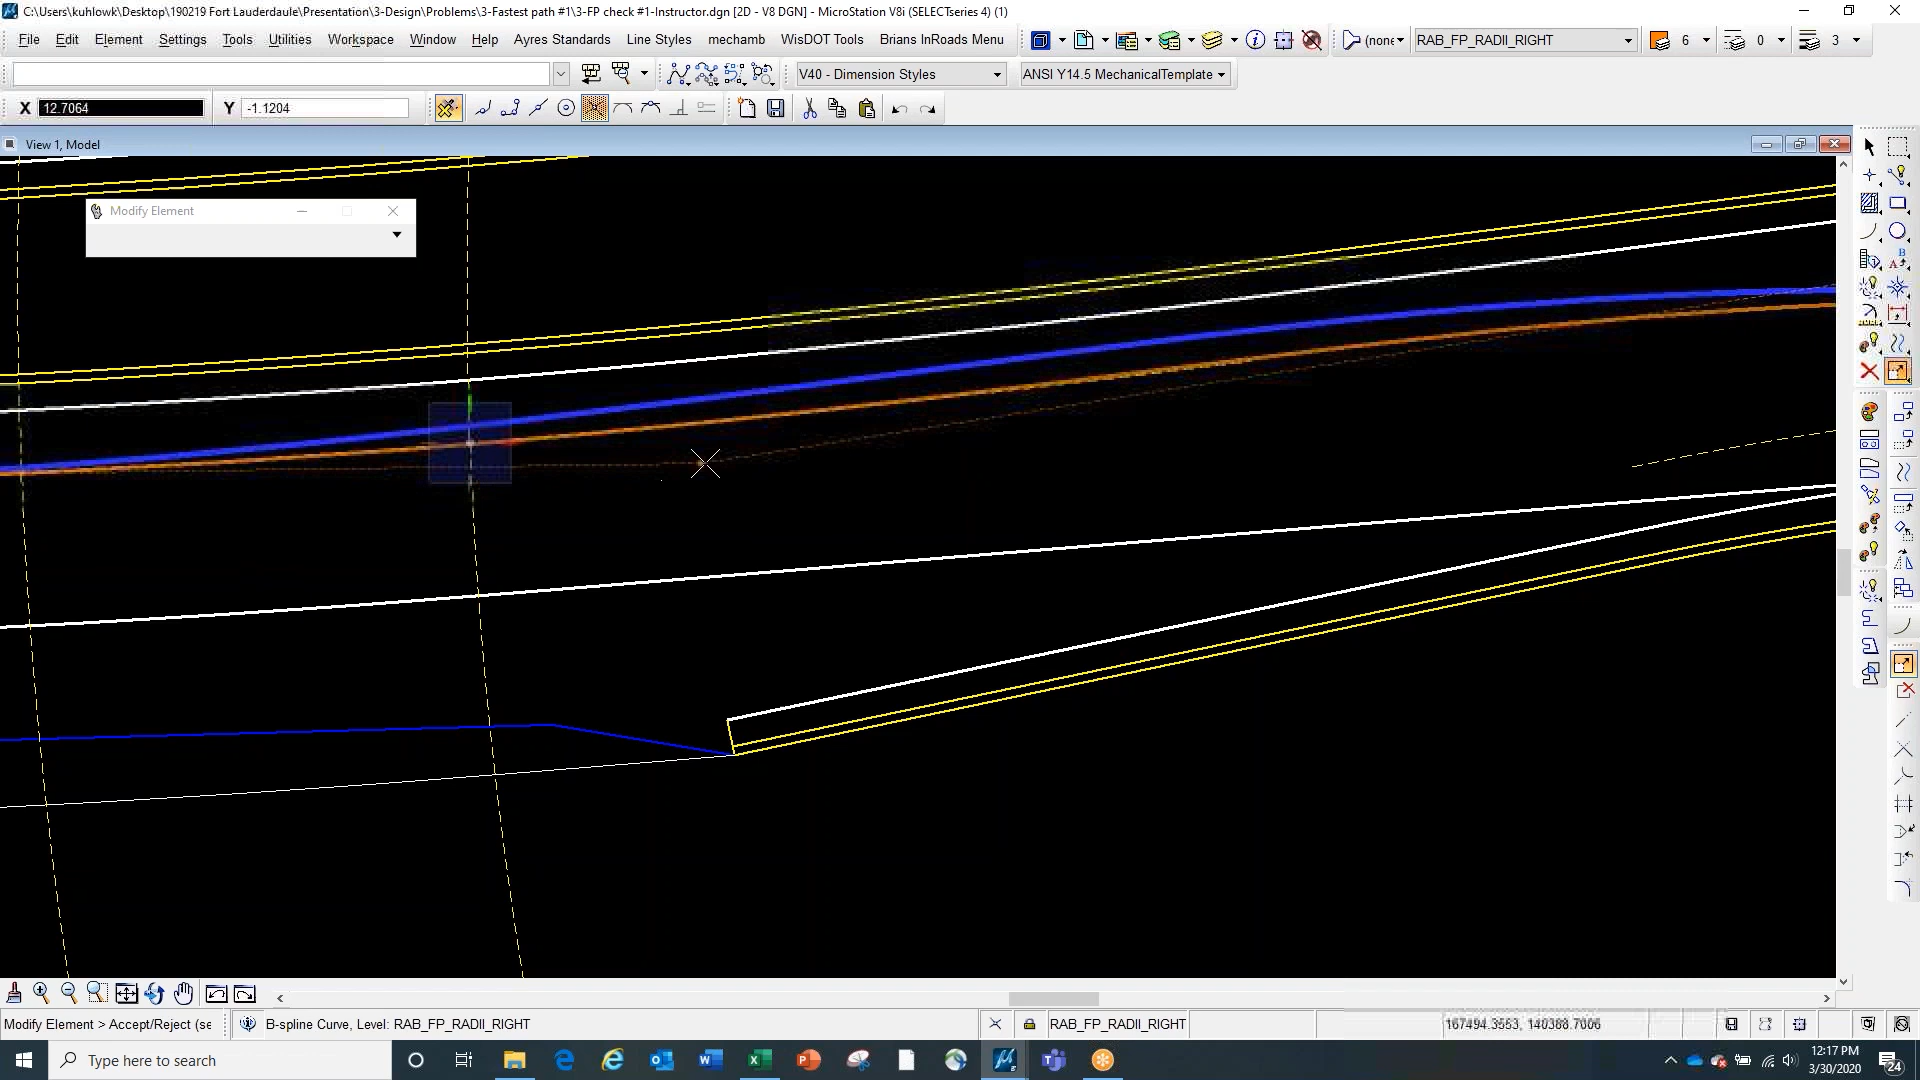 C:\Users\kuhlowk\Desktop\190219 Fort Lauderdaule\Presentation\3-Design\Problems\3-Fastest path #1\3-FP check #1-Instructor.dgn [2D - V8 DGN] - MicroStation V8i (SELECTseries 4) (1)
File Edit Element Settings Tools Utilities Workspace Window Help Ayres Standards Line Styles mechamb WisDOT Tools Brians InRoads Menu (none RAB_FP_RADII_RIGHT 6 0 3
V40 - Dimension Styles ANSI Y14.5 MechanicalTemplate
X 12.7064 Y -1.1204
View 1, Model
Modify Element
Modify Element > Accept/Reject (se B-spline Curve, Level: RAB_FP_RADII_RIGHT RAB_FP_RADII_RIGHT 167494.3553, 140388.7006
Type here to search
12:17 PM
3/30/2020
24